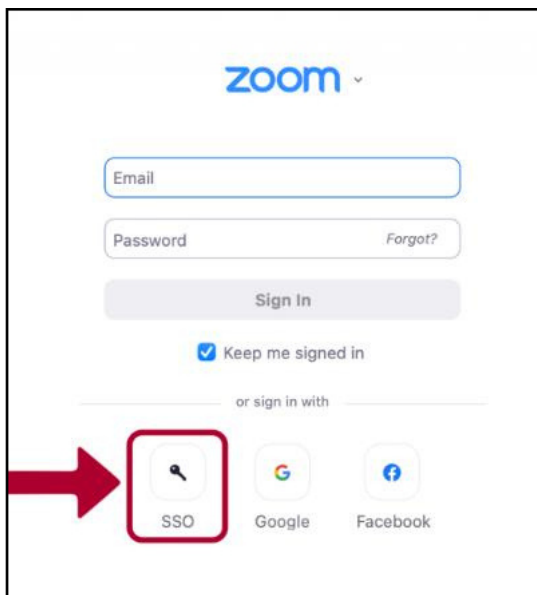 zoom
Email
Password Forgot?
Sign In
Keep me signed in
or sign in with
SSO Google Facebook